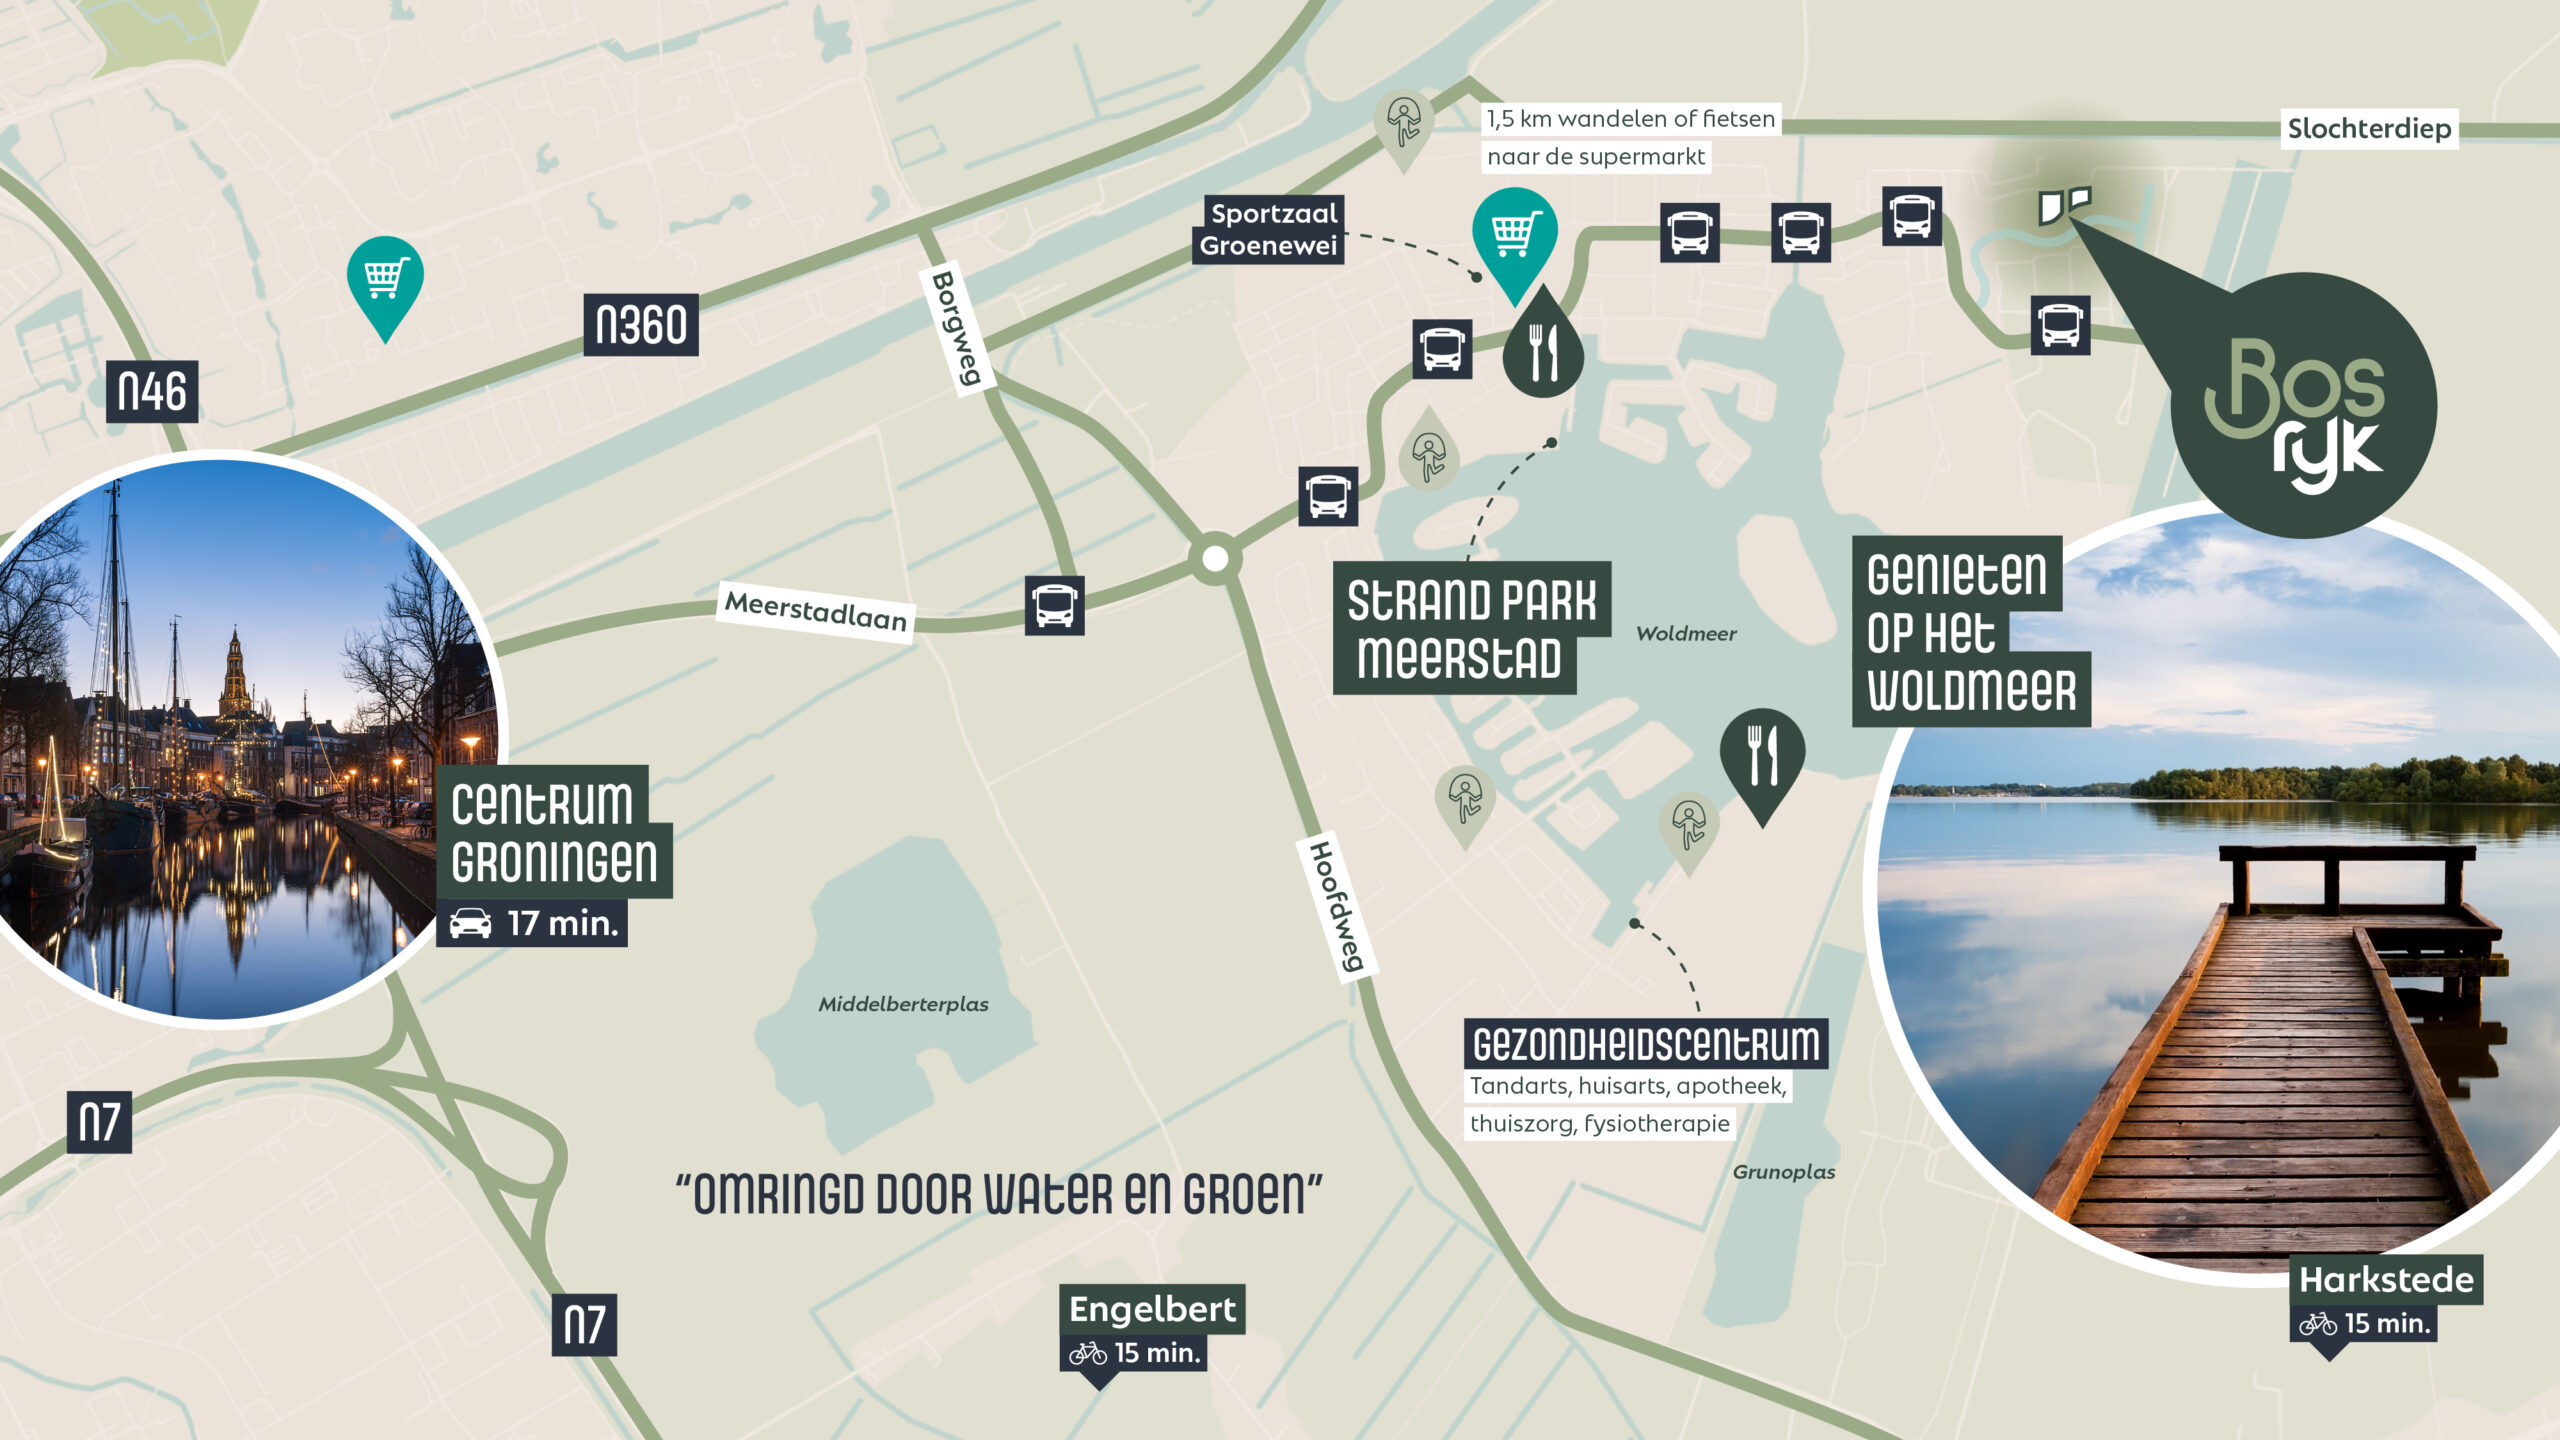 1,5 km wandelen of fietsen
naar de supermarkt
Slochterdiep
Sportzaal
Groenewei
Borgweg
N360
N46
Bos
ryk
Meerstadlaan
STRAND PARK
MEERSTAD
Woldmeer
GENIETEN
OP HET
WOLDMEER
CENTRUM
GRONINGEN
17 min.
Hoofdweg
Middelberterplas
GEZONDHEIDSCENTRUM
Tandarts, huisarts, apotheek,
thuiszorg, fysiotherapie
N7
Grunoplas
“OMRINGD DOOR WATER EN GROEN”
Engelbert
15 min.
N7
Harkstede
15 min.